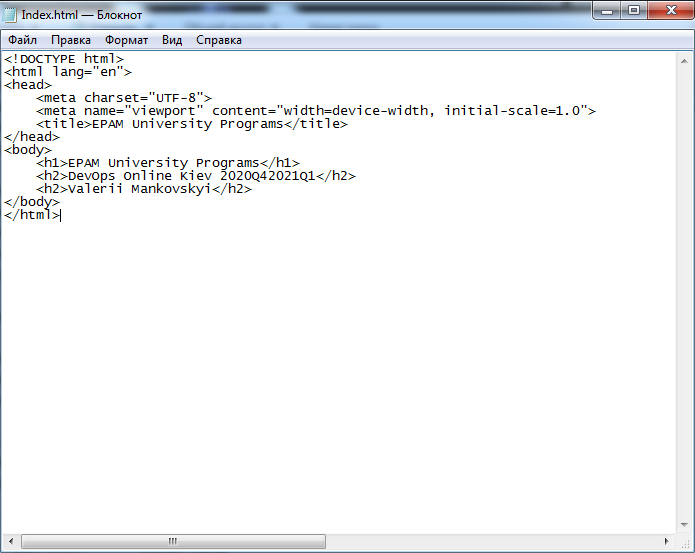 Index.html — Блокнот
Файл Правка Формат Вид Справка
<!DOCTYPE html>
<html lang="en">
<head>
    <meta charset="UTF-8">
    <meta name="viewport" content="width=device-width, initial-scale=1.0">
    <title>EPAM University Programs</title>
</head>
<body>
    <h1>EPAM University Programs</h1>
    <h2>DevOps Online Kiev 2020Q42021Q1</h2>
    <h2>Valerii Mankovskyi</h2>
</body>
</html>